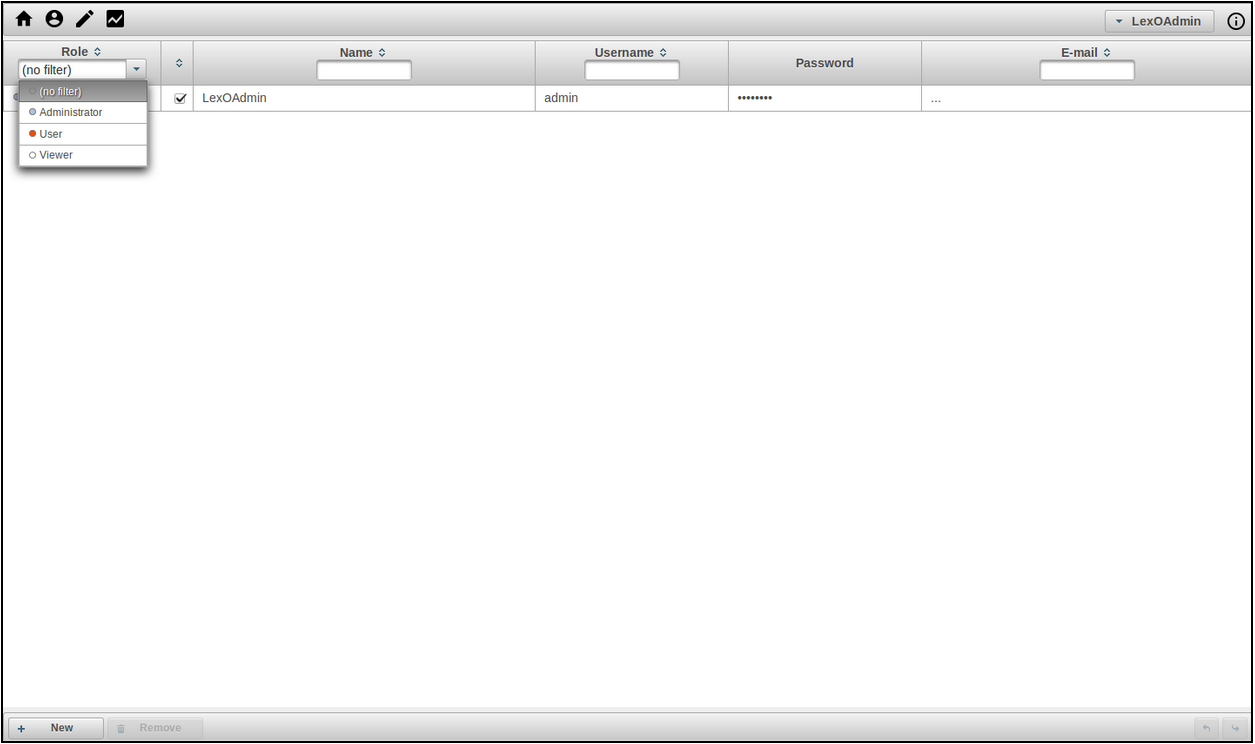 LexOAdmin
Role
Name
Username
Password
E-mail
(no filter)
LexOAdmin
admin
••••••••
...
(no filter)
Administrator
User
Viewer
New
Remove